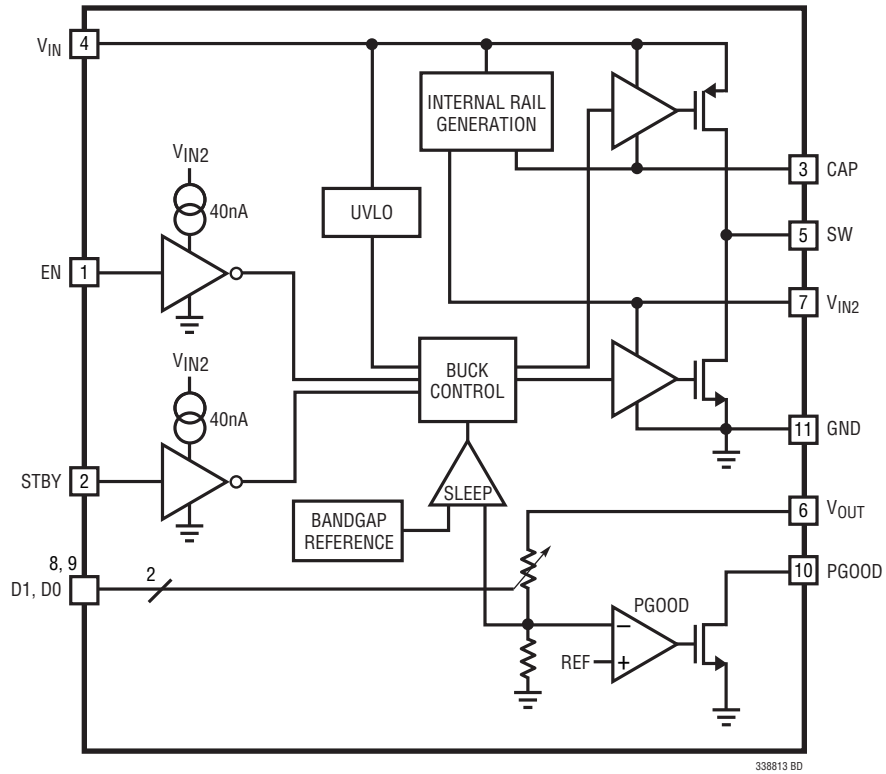 VIN
4
INTERNAL RAIL
GENERATION
3
CAP
VIN2
40nA
UVLO
5
SW
EN
1
7
VIN2
VIN2
40nA
BUCK
CONTROL
11
GND
STBY
2
SLEEP
BANDGAP
REFERENCE
6
VOUT
8, 9
D1, D0
2
10
PGOOD
PGOOD
–
REF
+
338813 BD